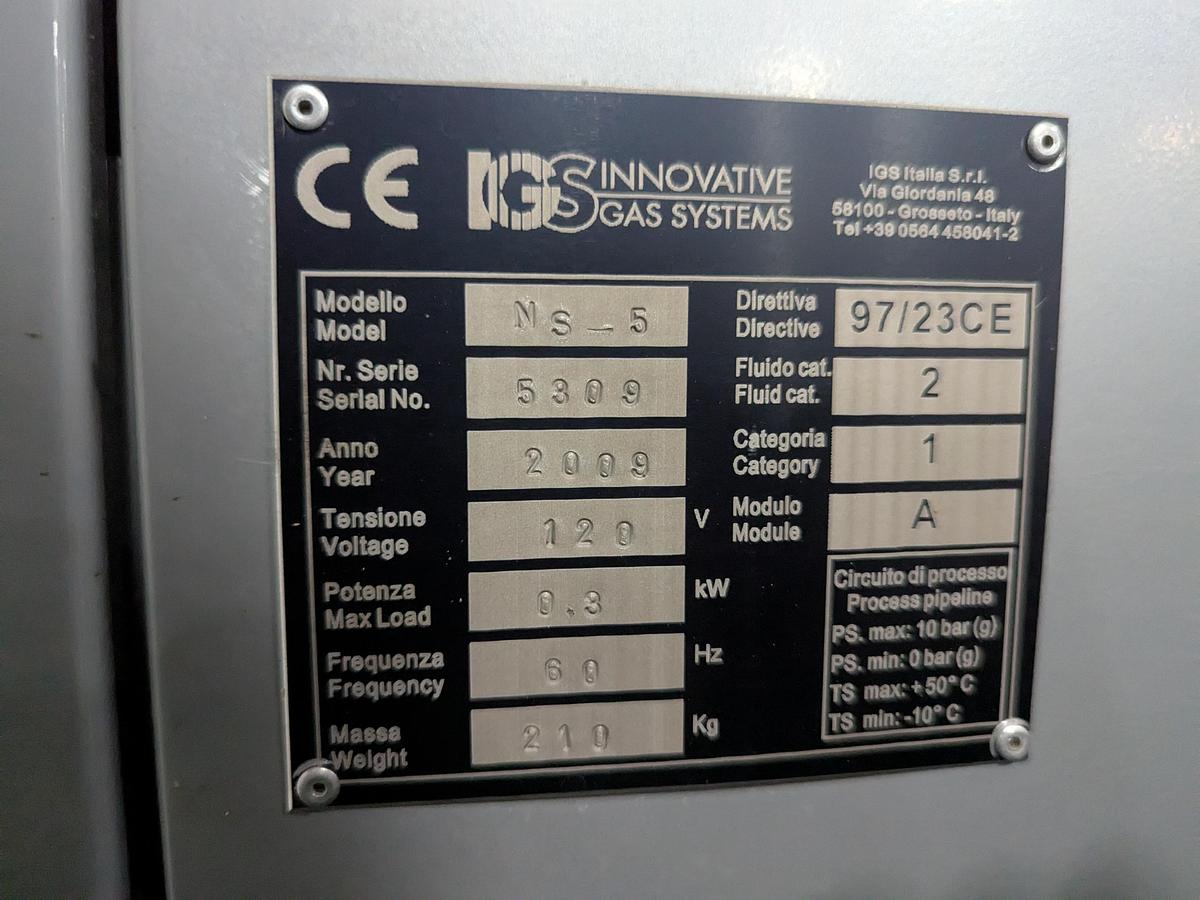 CE
IGS INNOVATIVE
GAS SYSTEMS
IGS Italia S.r.l.
Via Giordania 48
58100 - Grosseto - Italy
Tel +39 0564 458041-2
Modello
Model
NS-5
Nr. Serie
Serial No.
5309
Anno
Year
2009
Tensione
Voltage
120 V
Potenza
Max Load
0.3 kW
Frequenza
Frequency
60 Hz
Massa
Weight
210 Kg
Direttiva
Directive
97/23CE
Fluido cat.
Fluid cat.
2
Categoria
Category
1
Modulo
Module
A
Circuito di processo
Process pipeline
PS. max: 10 bar (g)
PS. min: 0 bar (g)
TS max: +50° C
TS min: -10° C